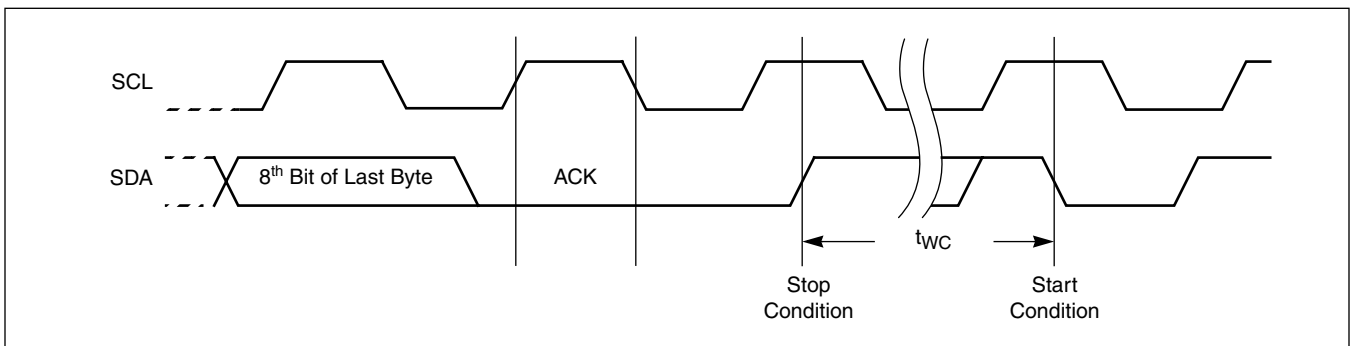 SCL
SDA
8th Bit of Last Byte
ACK
tWC
Stop
Condition
Start
Condition